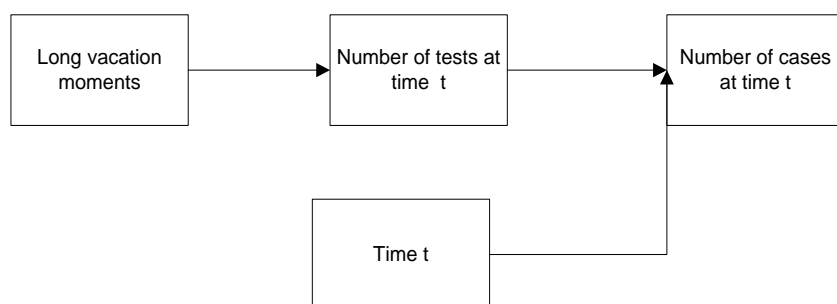 Long vacation
moments
Number of tests at
time t
Number of cases
at time t
Time t